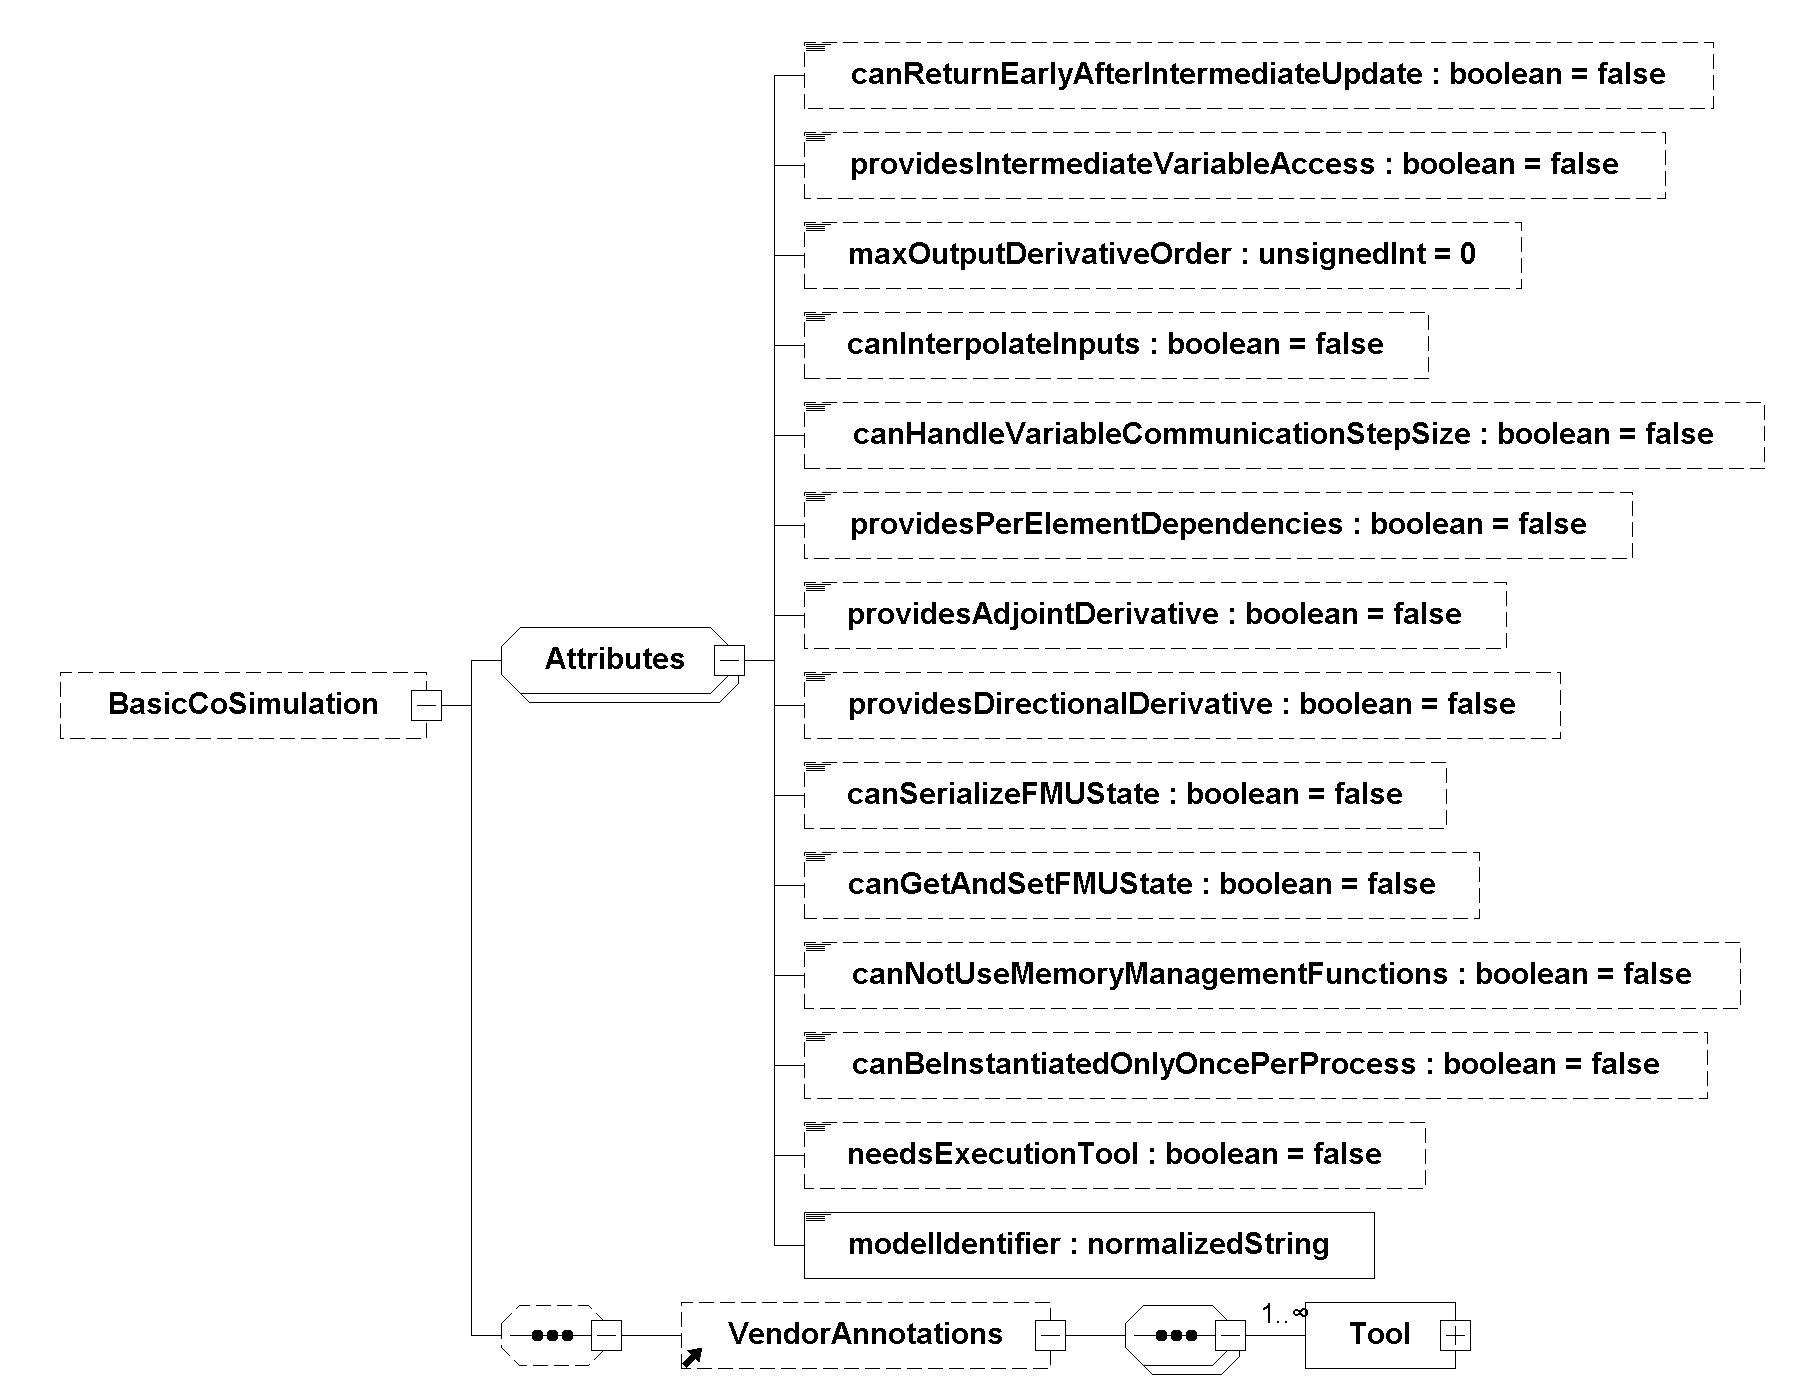 canReturnEarlyAfterIntermediateUpdate : boolean = false
providesIntermediateVariableAccess : boolean = false
maxOutputDerivativeOrder : unsignedInt = 0
canInterpolateInputs : boolean = false
canHandleVariableCommunicationStepSize : boolean = false
providesPerElementDependencies : boolean = false
providesAdjointDerivative : boolean = false
Attributes
providesDirectionalDerivative : boolean = false
BasicCoSimulation
canSerializeFMUState : boolean = false
canGetAndSetFMUState : boolean = false
canNotUseMemoryManagementFunctions : boolean = false
canBeInstantiatedOnlyOncePerProcess : boolean = false
needsExecutionTool : boolean = false
modelIdentifier : normalizedString
VendorAnnotations
1..∞
Tool